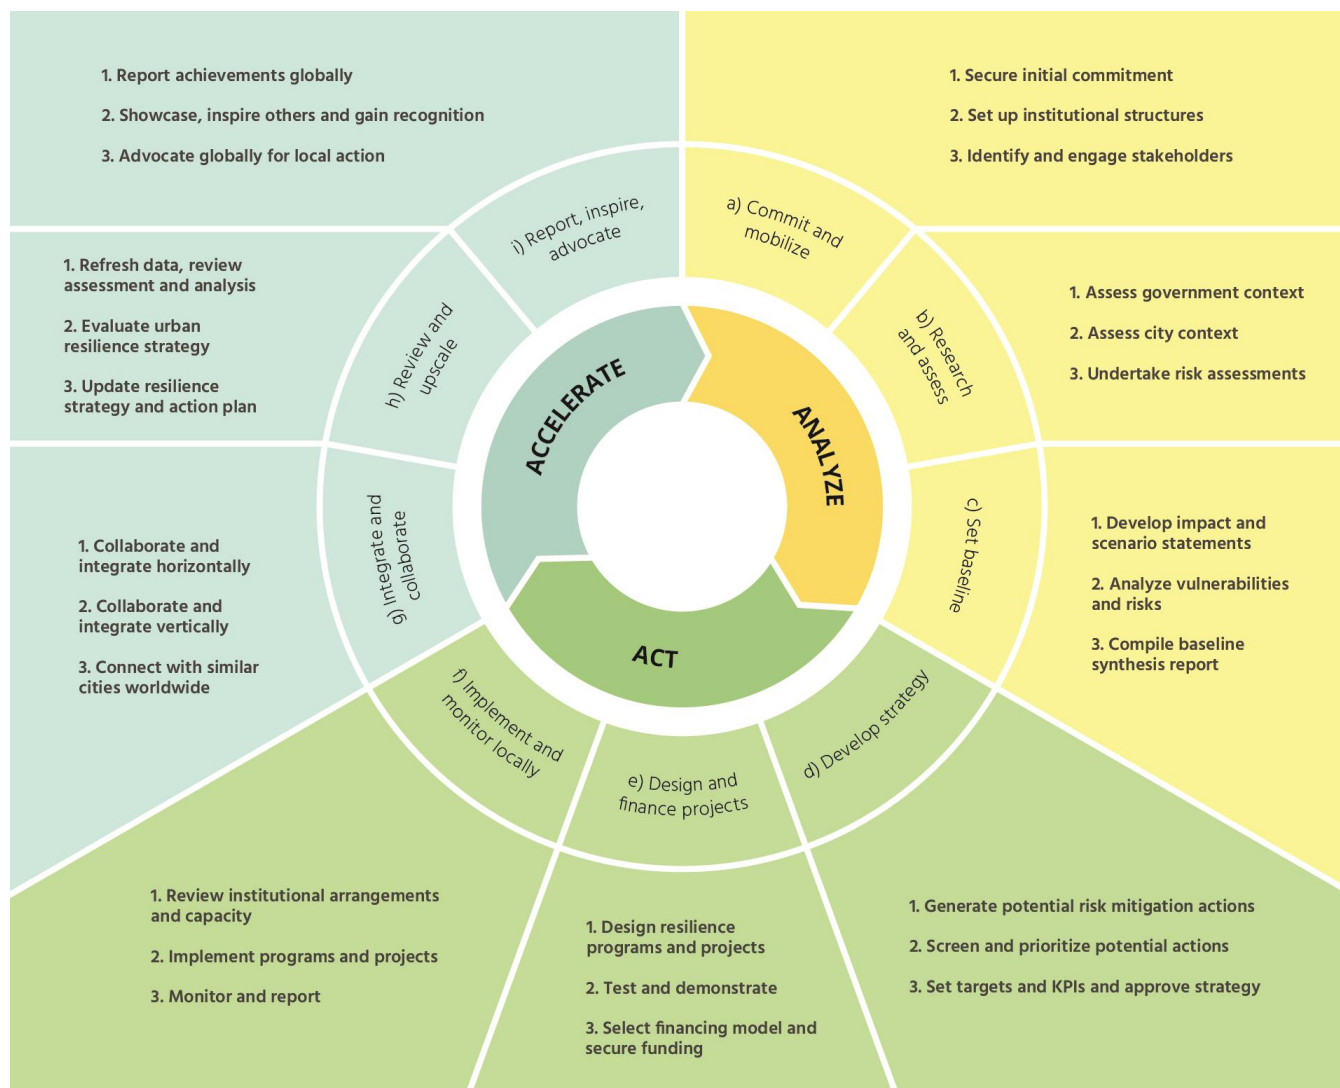 ANALYZE
a) Commit and
mobilize
1. Secure initial commitment
2. Set up institutional structures
3. Identify and engage stakeholders
b) Research
and assess
1. Assess government context
2. Assess city context
3. Undertake risk assessments
c) Set baseline
1. Develop impact and
scenario statements
2. Analyze vulnerabilities
and risks
3. Compile baseline
synthesis report
ACT
d) Develop strategy
1. Generate potential risk mitigation actions
2. Screen and prioritize potential actions
3. Set targets and KPIs and approve strategy
e) Design and
finance projects
1. Design resilience
programs and projects
2. Test and demonstrate
3. Select financing model and
secure funding
f) Implement and
monitor locally
1. Review institutional arrangements
and capacity
2. Implement programs and projects
3. Monitor and report
ACCELERATE
g) Integrate and
collaborate
1. Collaborate and
integrate horizontally
2. Collaborate and
integrate vertically
3. Connect with similar
cities worldwide
h) Review and
upscale
1. Refresh data, review
assessment and analysis
2. Evaluate urban
resilience strategy
3. Update resilience
strategy and action plan
i) Report, inspire,
advocate
1. Report achievements globally
2. Showcase, inspire others and gain recognition
3. Advocate globally for local action